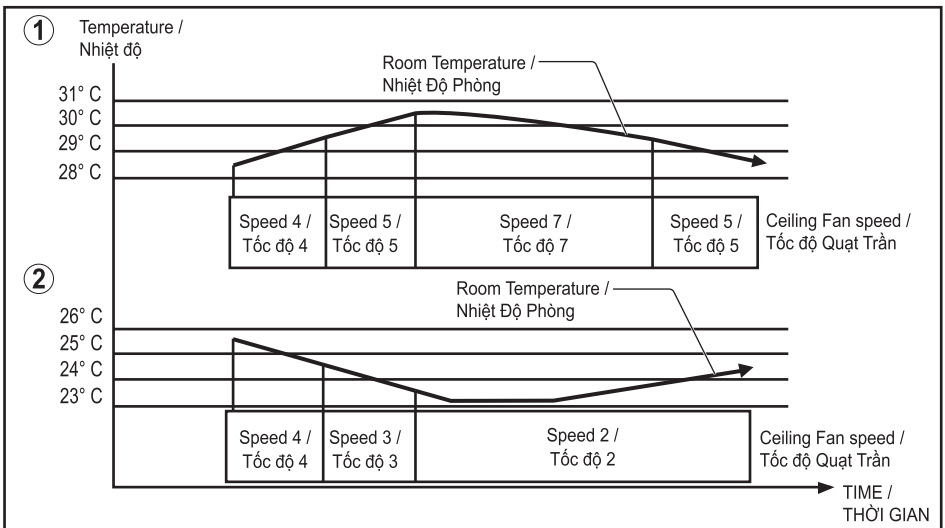 1
Temperature /
Nhiệt độ
Room Temperature /
Nhiệt Độ Phòng
31° C
30° C
29° C
28° C
Speed 4 /
Tốc độ 4
Speed 5 /
Tốc độ 5
Speed 7 /
Tốc độ 7
Speed 5 /
Tốc độ 5
Ceiling Fan speed /
Tốc độ Quạt Trần
2
Room Temperature /
Nhiệt Độ Phòng
26° C
25° C
24° C
23° C
Speed 4 /
Tốc độ 4
Speed 3 /
Tốc độ 3
Speed 2 /
Tốc độ 2
Ceiling Fan speed /
Tốc độ Quạt Trần
TIME /
THỜI GIAN